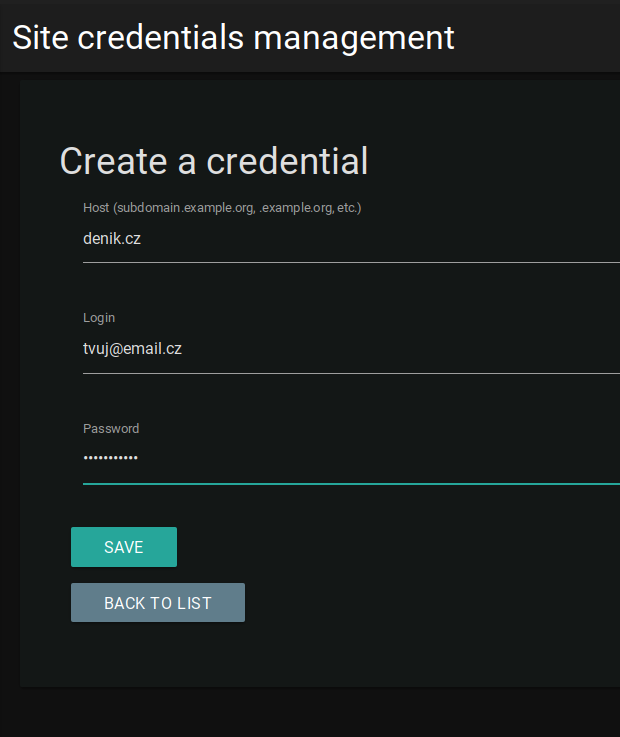 Site credentials management
Create a credential
Host (subdomain.example.org, .example.org, etc.)
denik.cz
Login
tvuj@email.cz
Password
•••••••••••
SAVE
BACK TO LIST